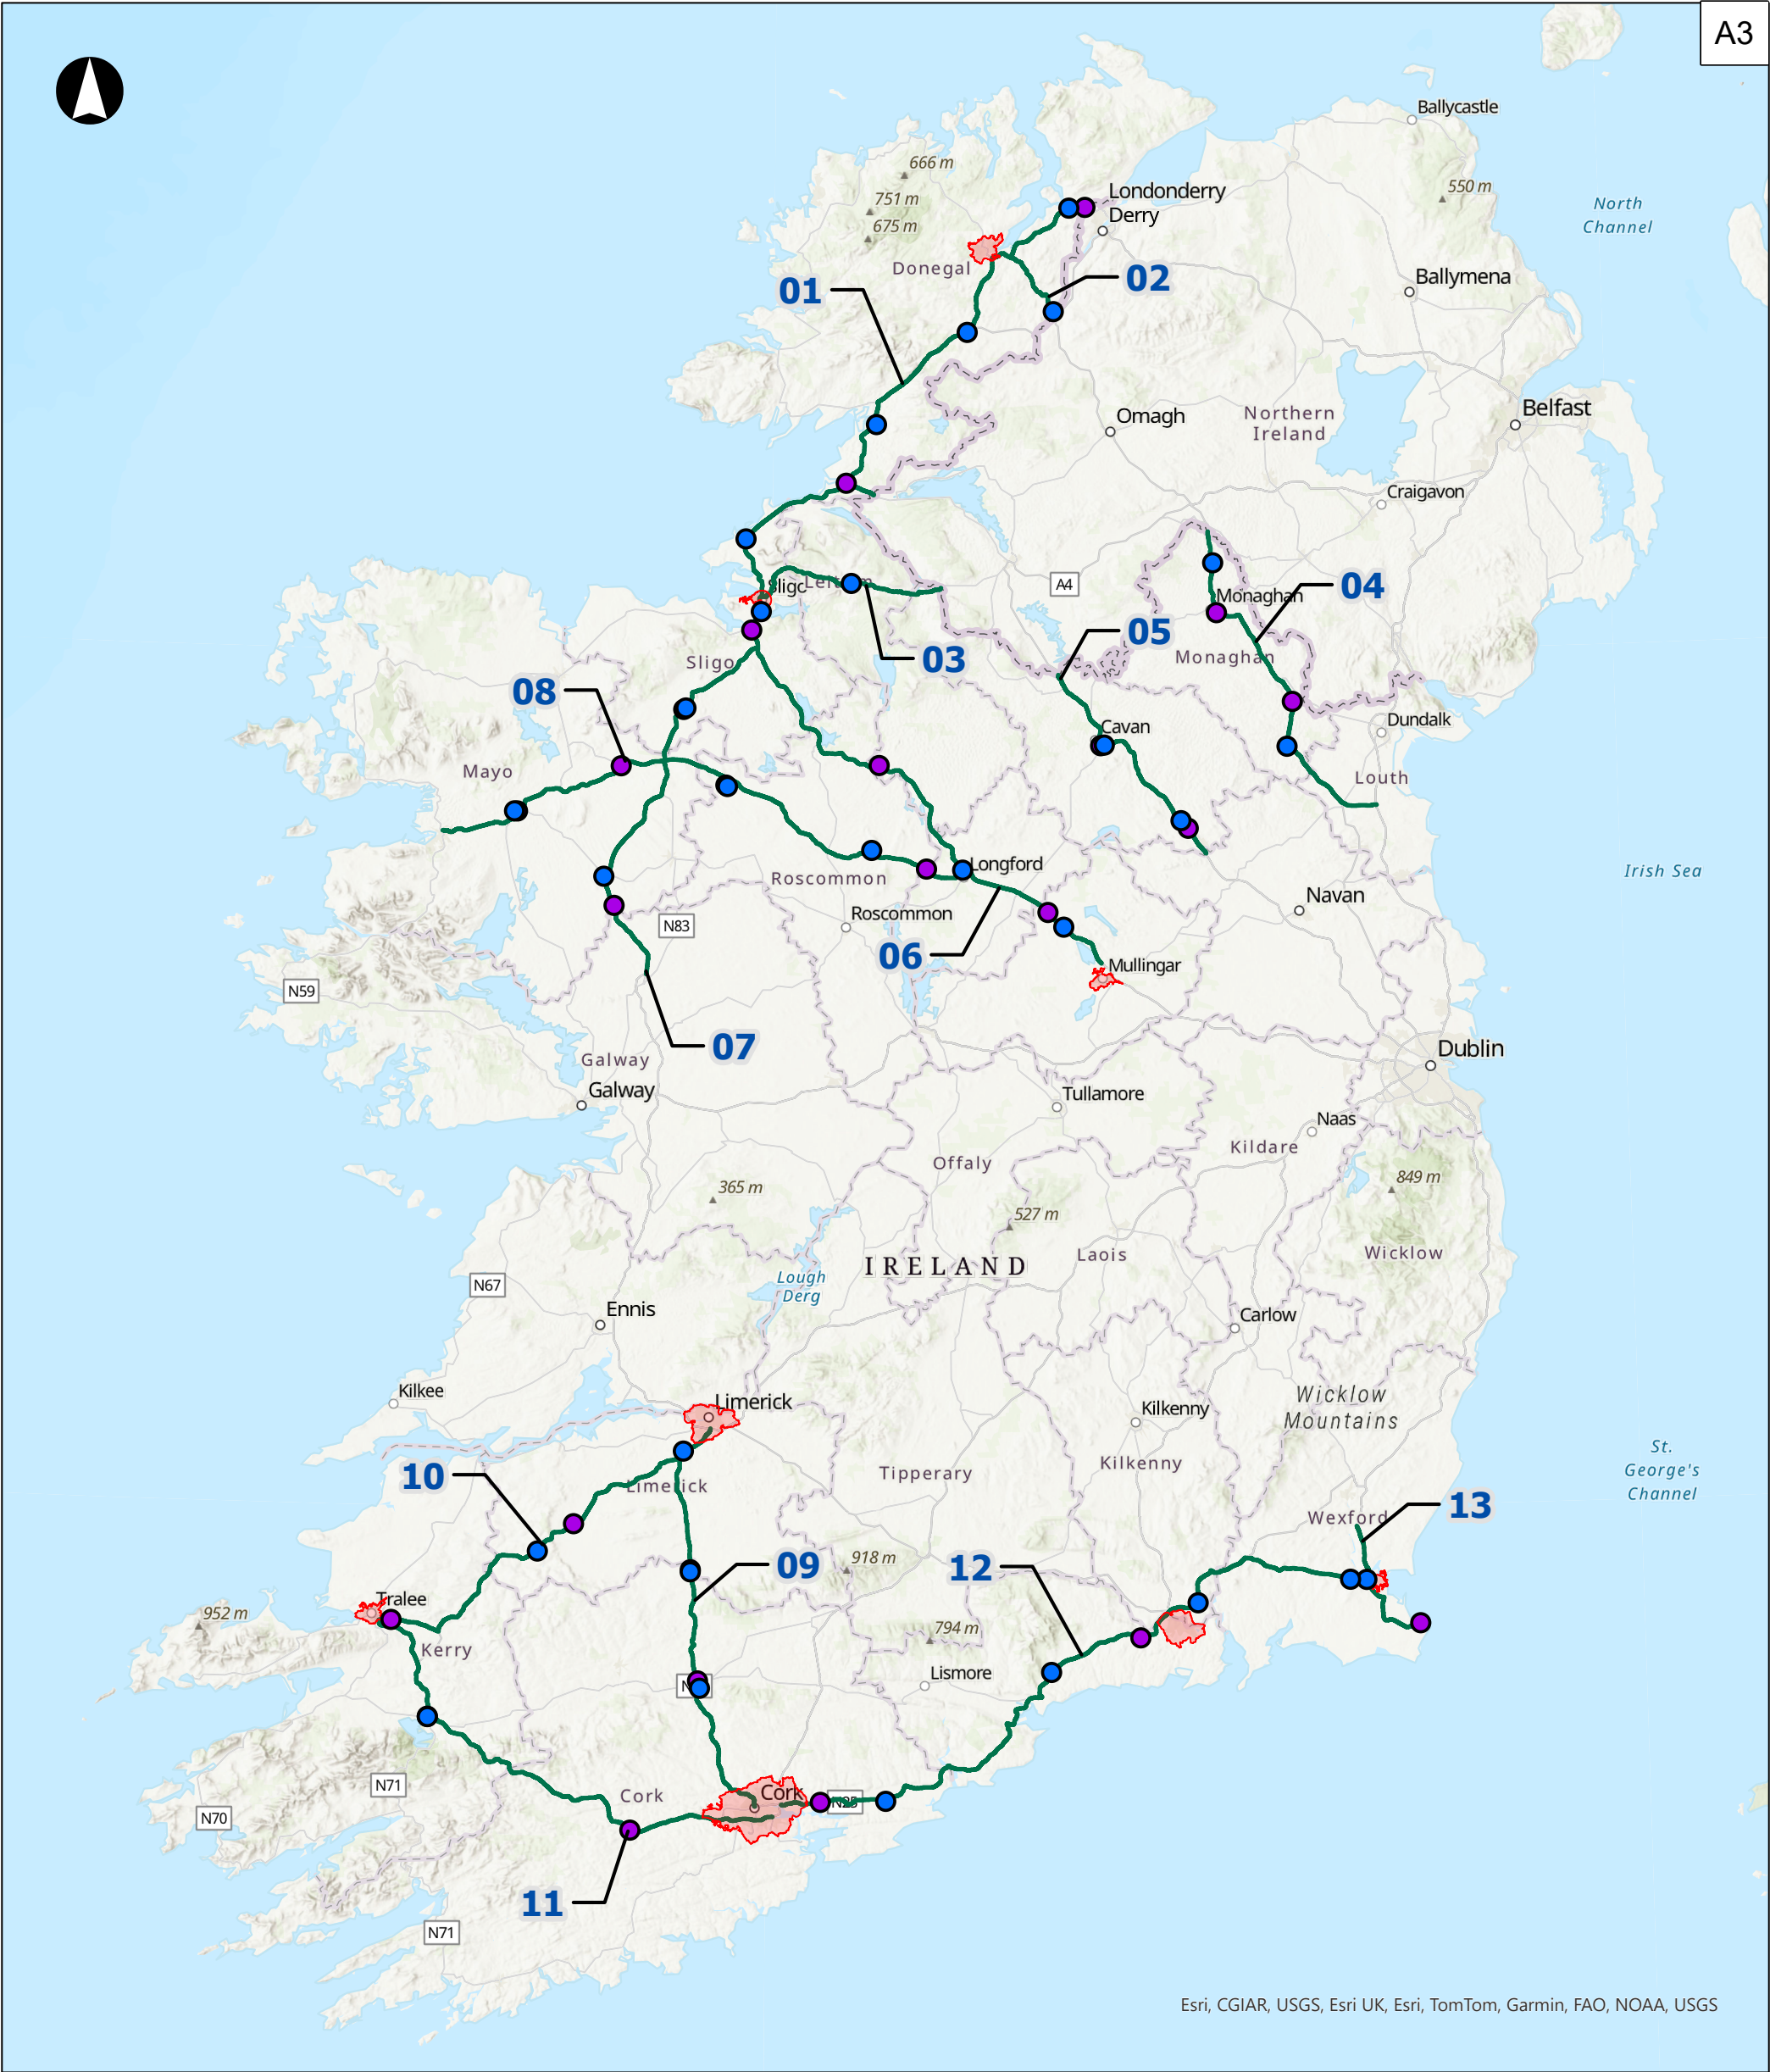 A3
Ballycastle
666 m
550 m
Londonderry
751 m
North
Channel
Derry
675 m
Donegal
02
Ballymena
01
Belfast
Omagh
Northern
Ireland
Craigavon
A4
04
Sligo
Leitrim
Monaghan
05
Monaghan
03
Sligo
08
Dundalk
Cavan
Mayo
Louth
Longford
Irish Sea
Roscommon
Navan
Roscommon
N83
06
Mullingar
N59
07
Dublin
Galway
Galway
Tullamore
Naas
Kildare
Offaly
849 m
365 m
527 m
Laois
Wicklow
IRELAND
Lough
Derg
N67
Ennis
Carlow
Kilkee
Wicklow
Mountains
Limerick
Kilkenny
St.
George's
Channel
Kilkenny
10
Tipperary
Limerick
13
Wexford
918 m
09
12
Tralee
952 m
794 m
Kerry
Lismore
N71
Cork
Cork
N25
N70
11
N71
Esri, CGIAR, USGS, Esri UK, Esri, TomTom, Garmin, FAO, NOAA, USGS